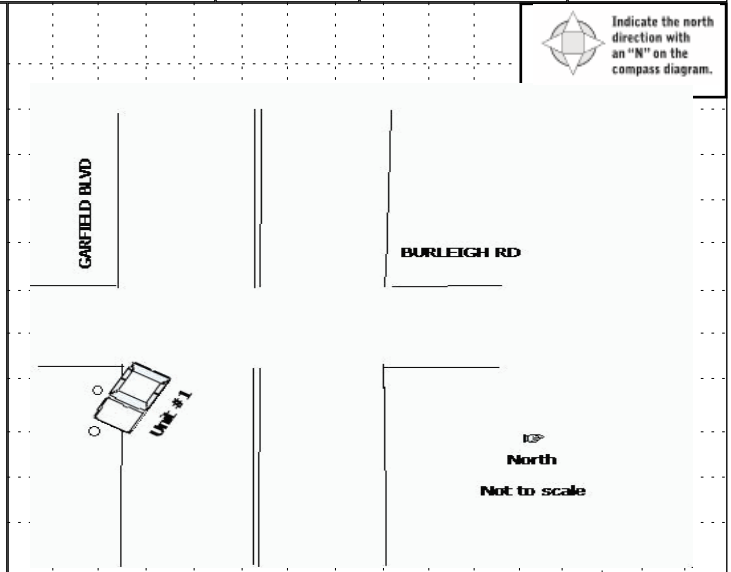 Indicate the north
direction with
an “N” on the
compass diagram.
GARFIELD BLVD
BURLEIGH RD
Unit #1
North
Not to scale